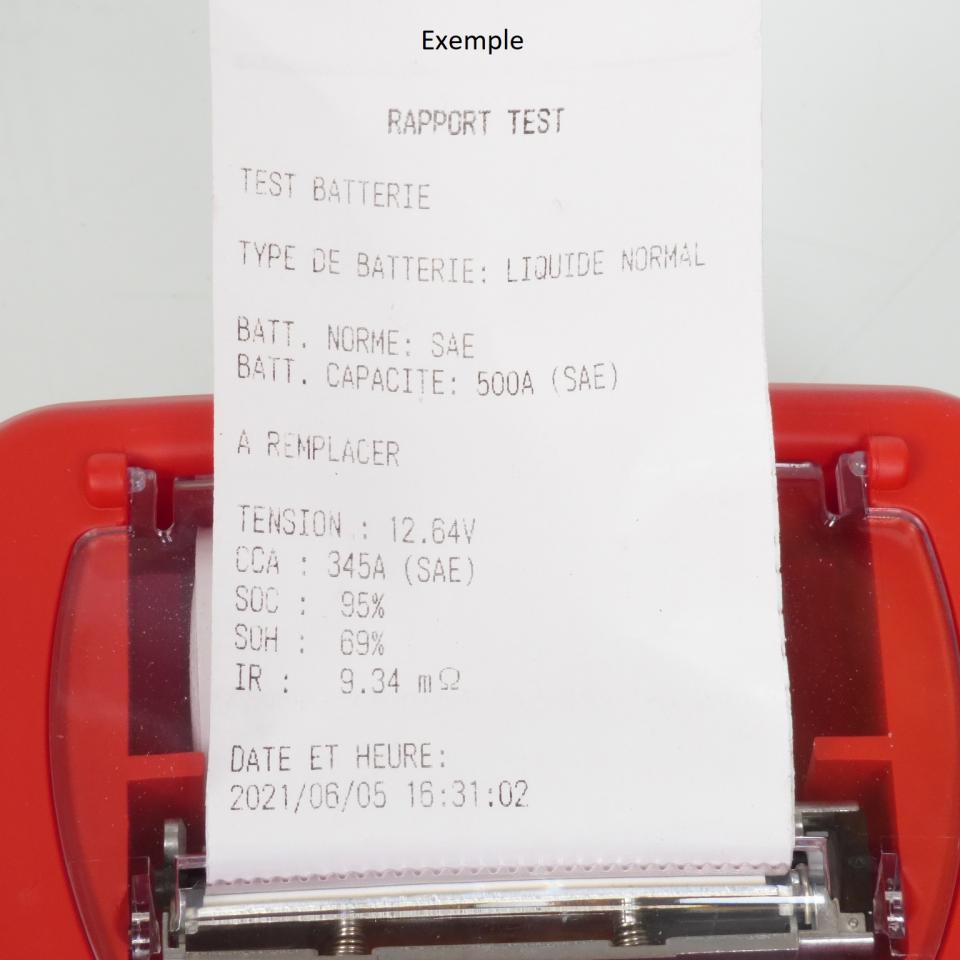 Exemple
RAPPORT TEST
TEST BATTERIE
TYPE DE BATTERIE: LIQUIDE NORMAL
BATT. NORME: SAE
BATT. CAPACITE: 500A (SAE)
A REMPLACER
TENSION : 12.64V
CCA : 345A (SAE)
SOC : 95%
SOH : 69%
IR : 9.34 mΩ
DATE ET HEURE:
2021/06/05 16:31:02